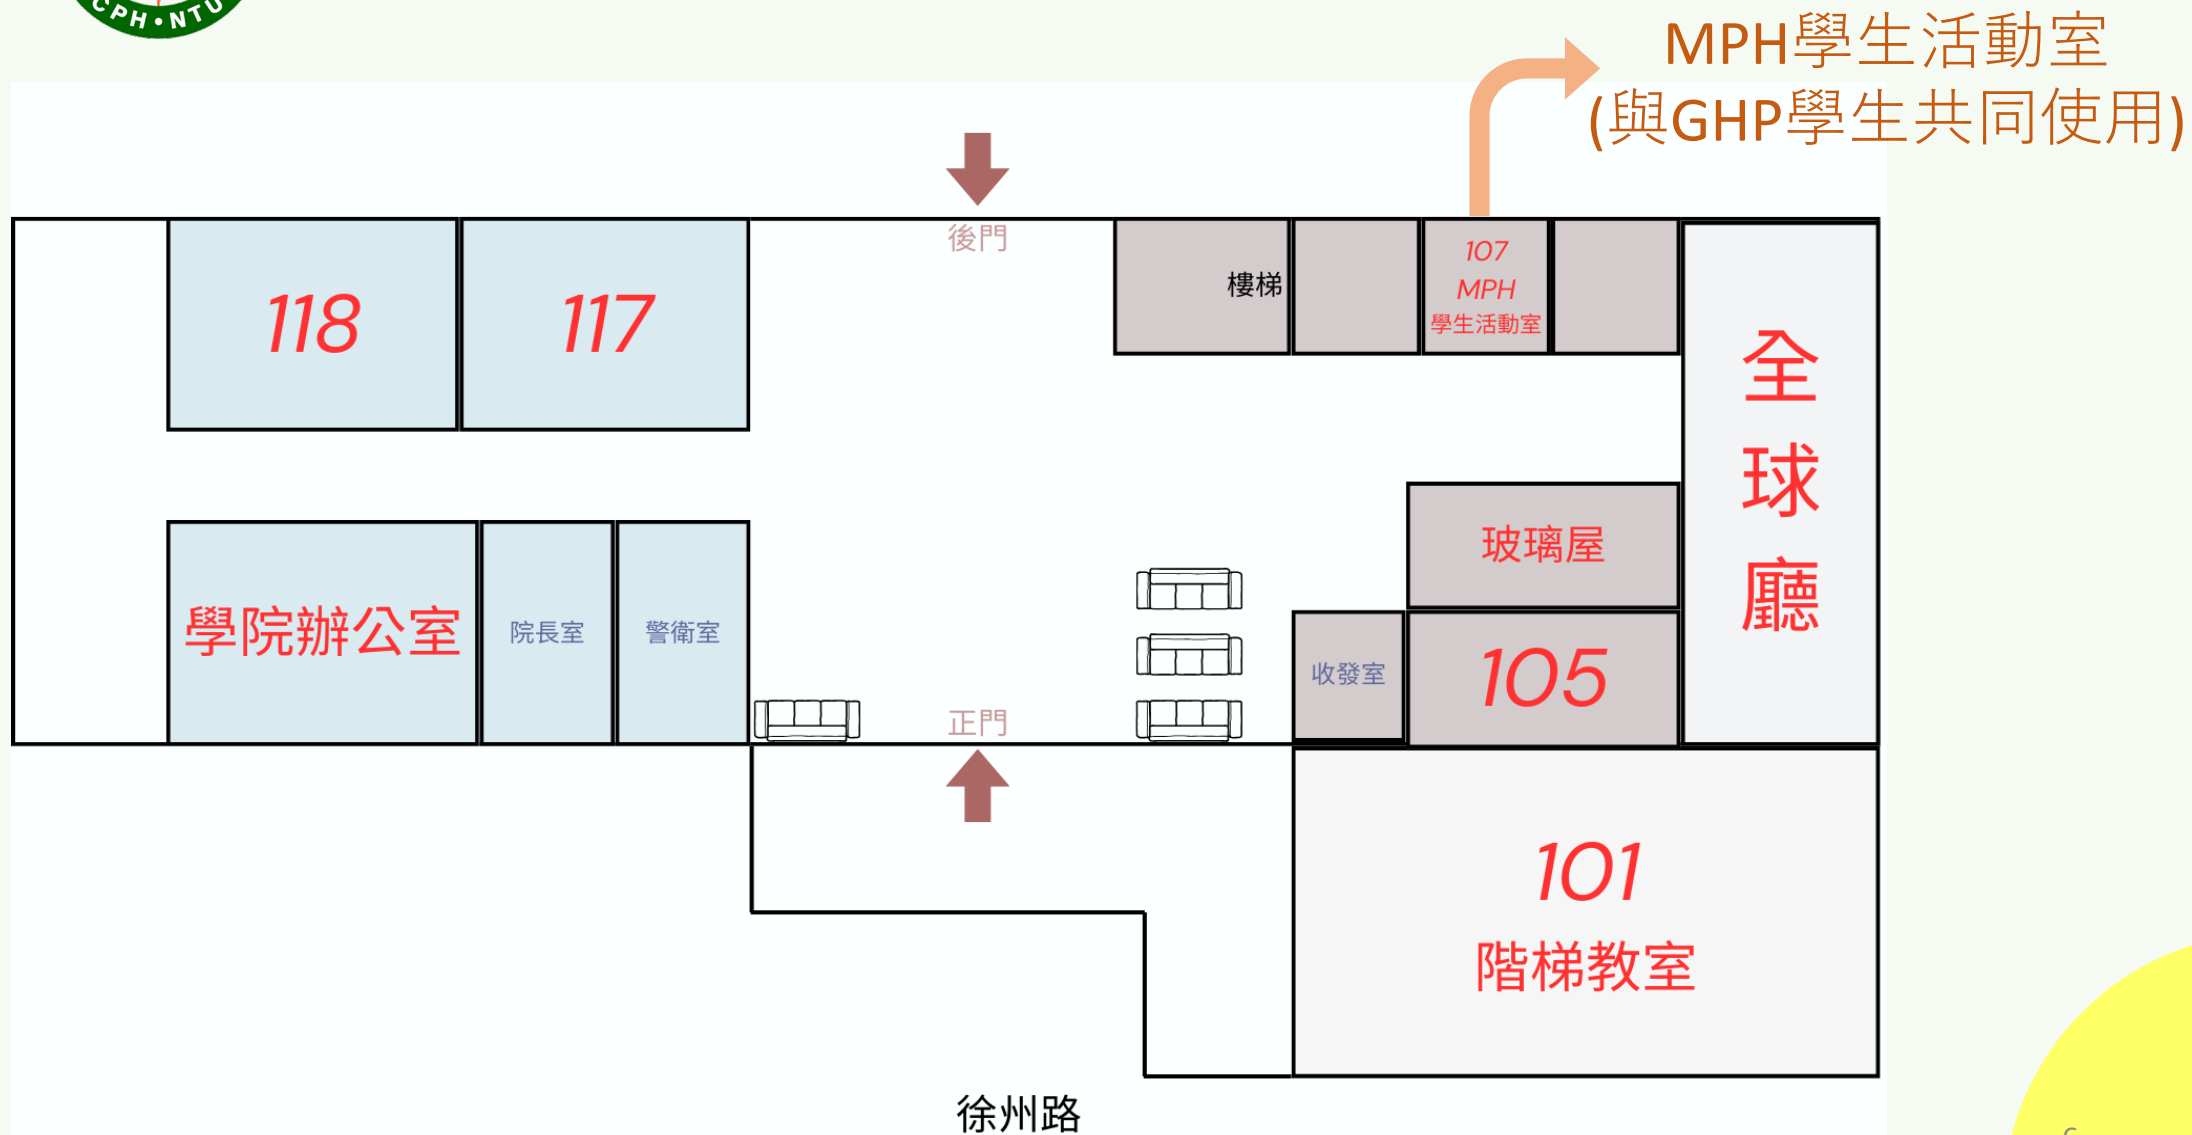 CPH•NTU
MPH學生活動室
(與GHP學生共同使用)
後門
118
117
樓梯
107
MPH
學生活動室
全
球
廳
玻璃屋
學院辦公室
院長室
警衛室
收發室
105
正門
101
階梯教室
徐州路